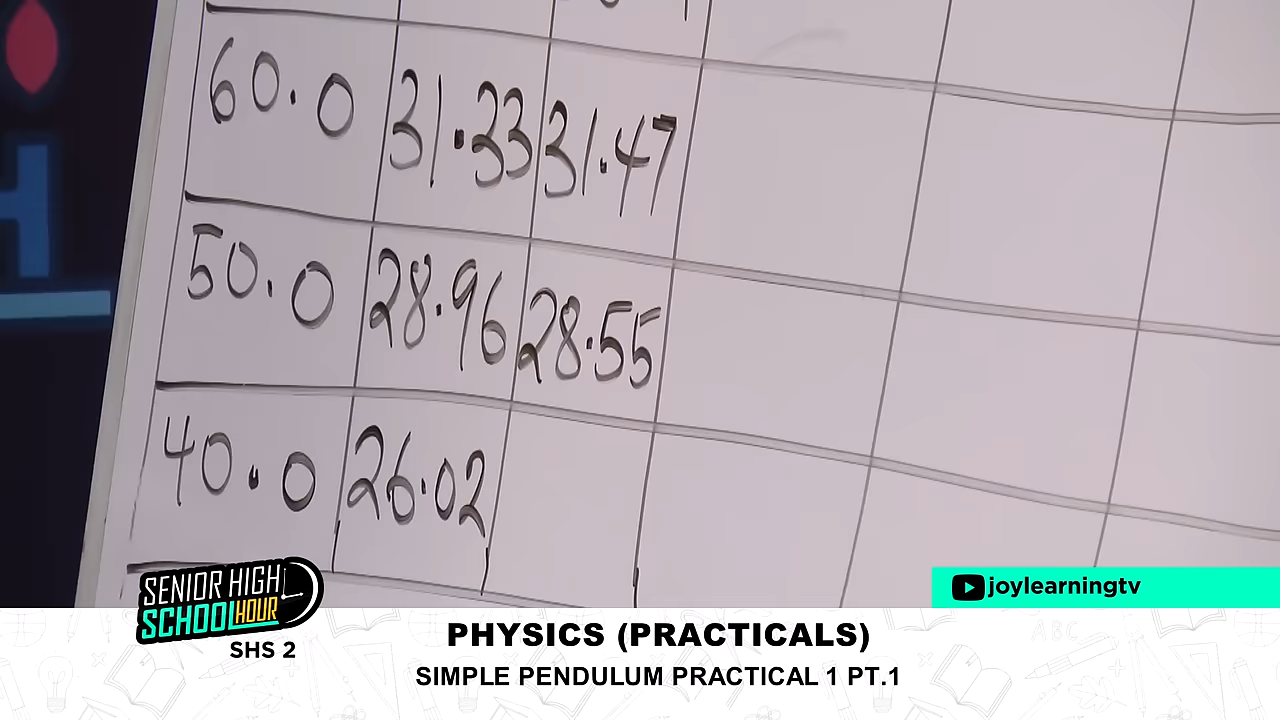 60.0 31.33 31.47
50.0 28.96 28.55
40.0 26.02
H
SENIOR HIGH
SCHOOL HOUR
SHS 2
joylearningtv
PHYSICS (PRACTICALS)
SIMPLE PENDULUM PRACTICAL 1 PT.1
ABC